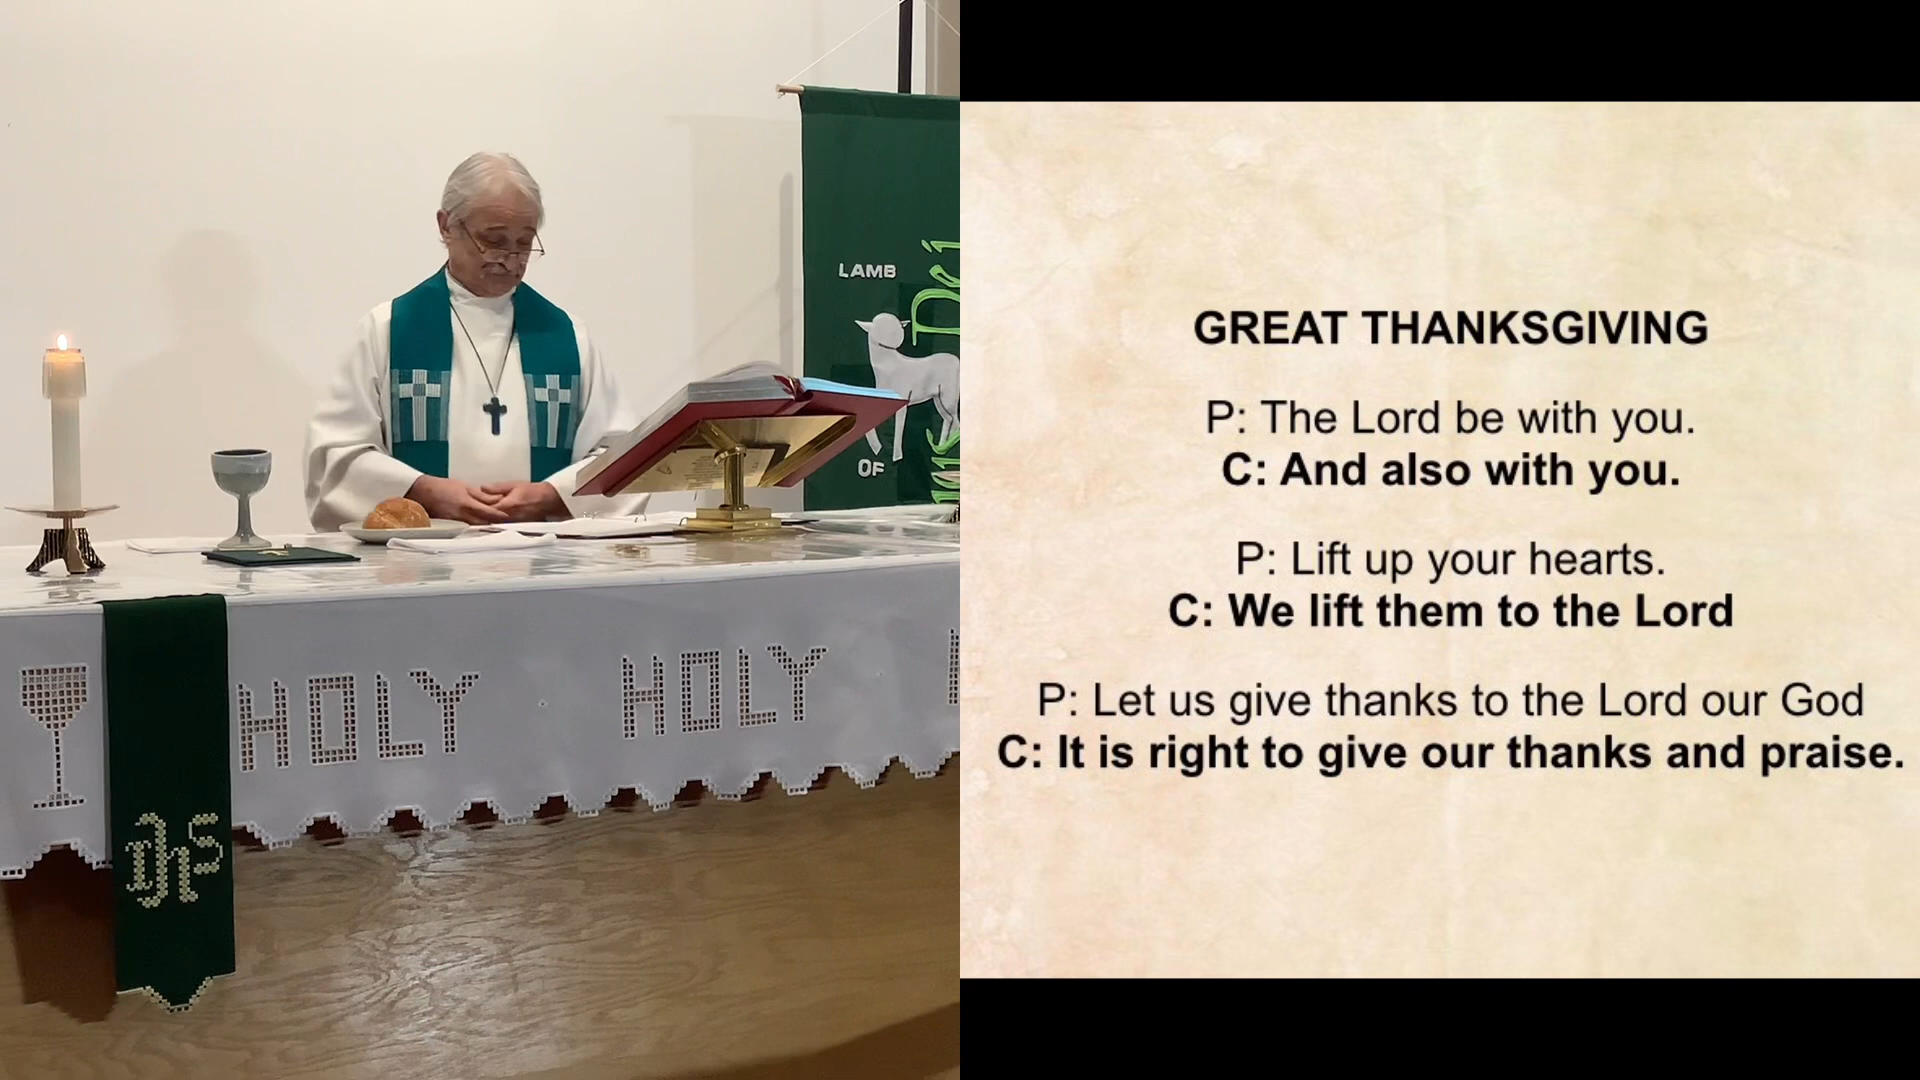 LAMB
Dei
OF
HOLY HOLY
ihs
GREAT THANKSGIVING
P: The Lord be with you.
C: And also with you.
P: Lift up your hearts.
C: We lift them to the Lord
P: Let us give thanks to the Lord our God
C: It is right to give our thanks and praise.